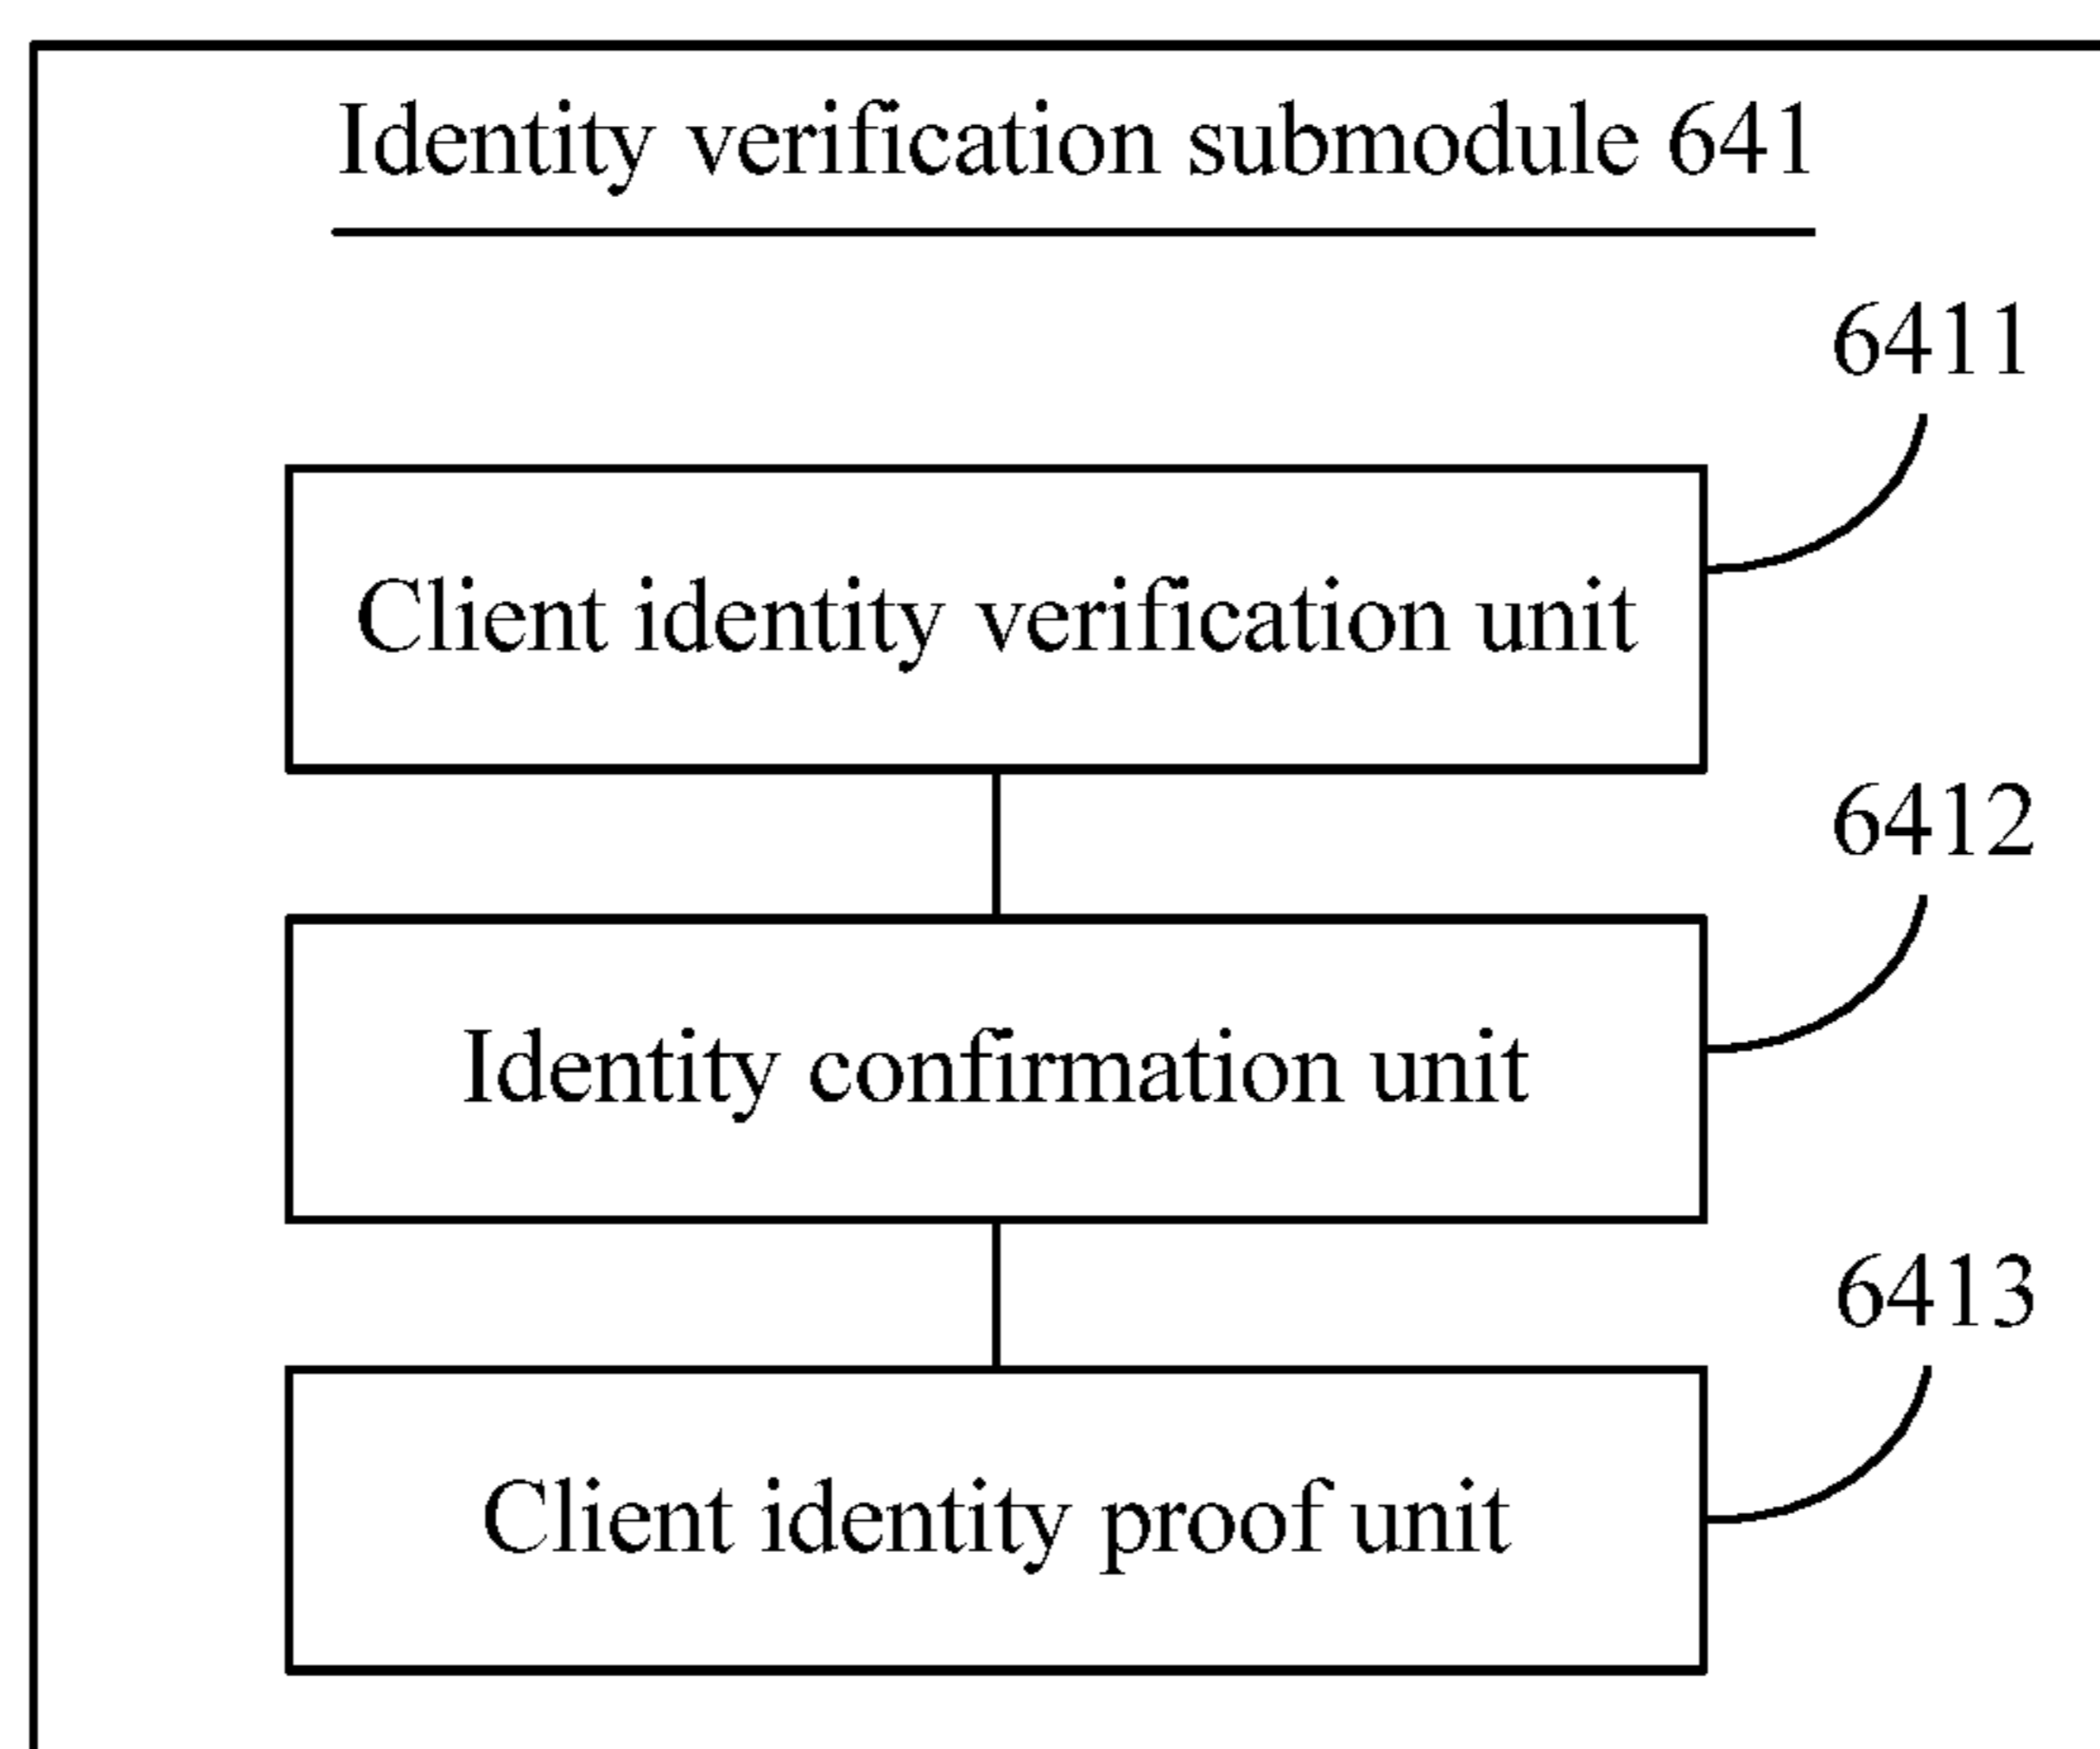 Identity verification submodule 641
6411
Client identity verification unit
6412
Identity confirmation unit
6413
Client identity proof unit